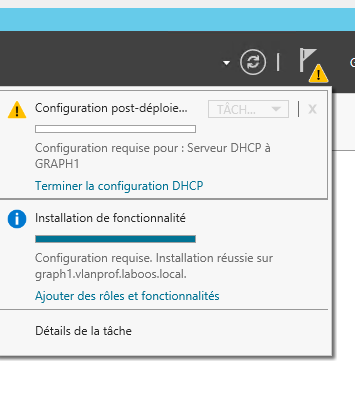 Configuration post-déploie...
TÂCH...
X
Configuration requise pour : Serveur DHCP à
GRAPH1
Terminer la configuration DHCP
Installation de fonctionnalité
Configuration requise. Installation réussie sur
graph1.vlanprof.laboos.local.
Ajouter des rôles et fonctionnalités
Détails de la tâche